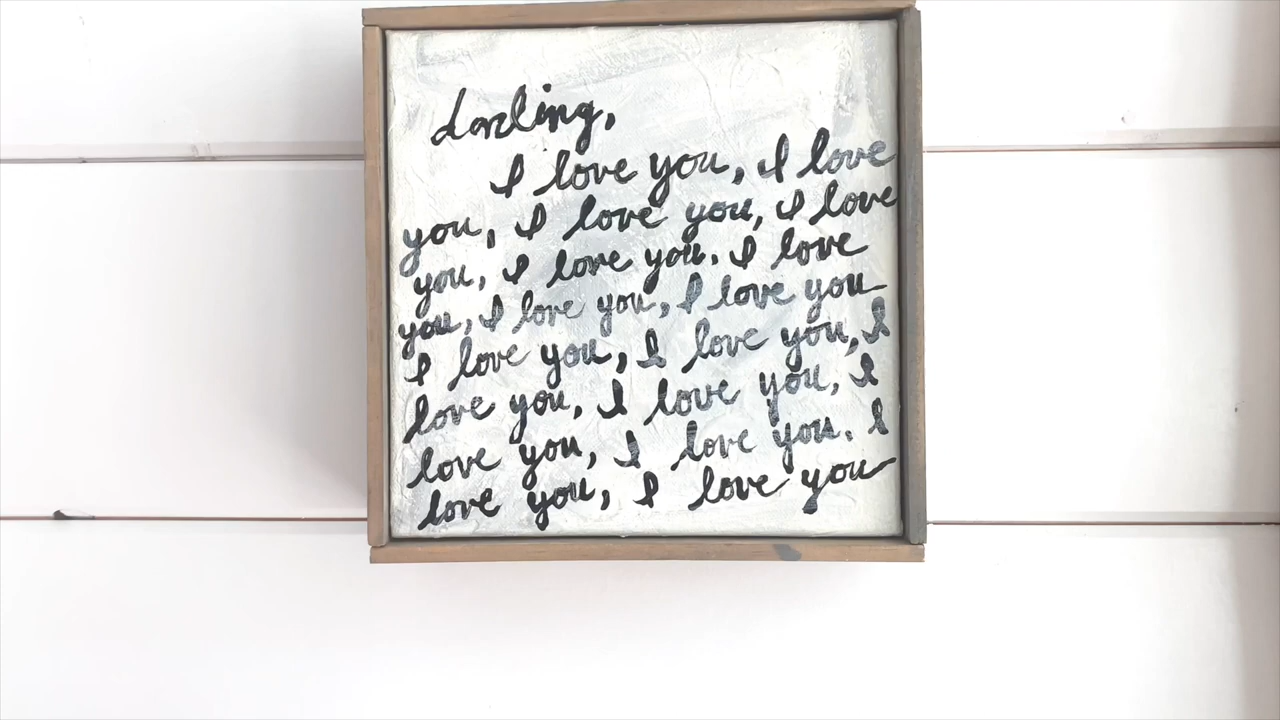 darling,
I love you, I love
you, I love you, I love
you, I love you. I love
you, I love you, I love you
I love you, I love you, I
love you, I love you, I
love you, I love you. I
love you, I love you